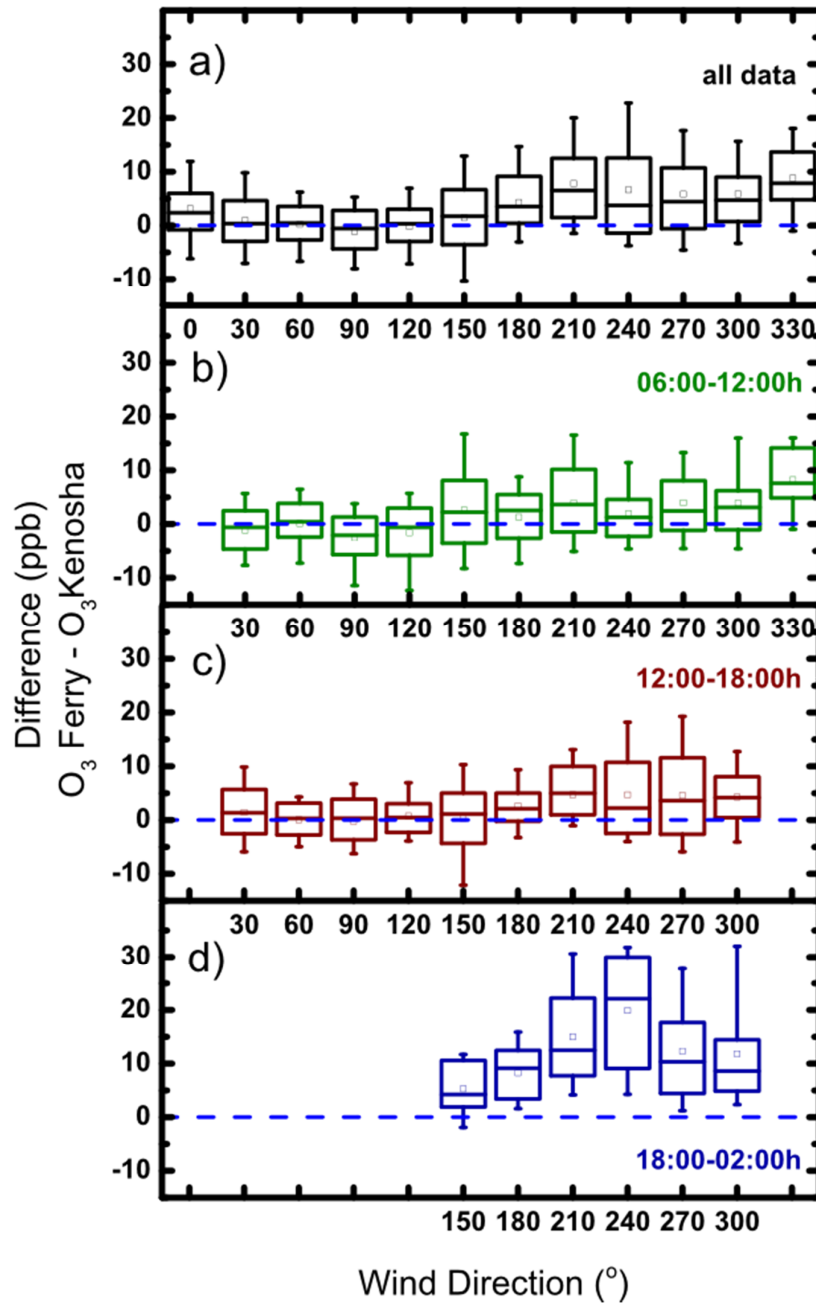 a)
all data
40
30
20
10
0
-10
0 30 60 90 120 150 180 210 240 270 300 330
b)
06:00-12:00h
30
20
10
0
-10
30 60 90 120 150 180 210 240 270 300 330
c)
12:00-18:00h
30
20
10
0
-10
30 60 90 120 150 180 210 240 270 300
d)
18:00-02:00h
30
20
10
0
-10
150 180 210 240 270 300
Difference (ppb)
O3 Ferry - O3Kenosha
Wind Direction (o)